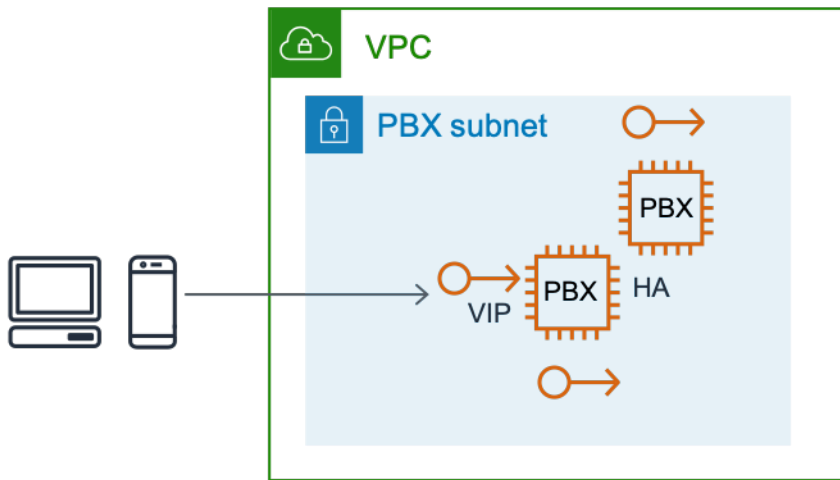 VPC
PBX subnet
PBX
PBX
HA
VIP